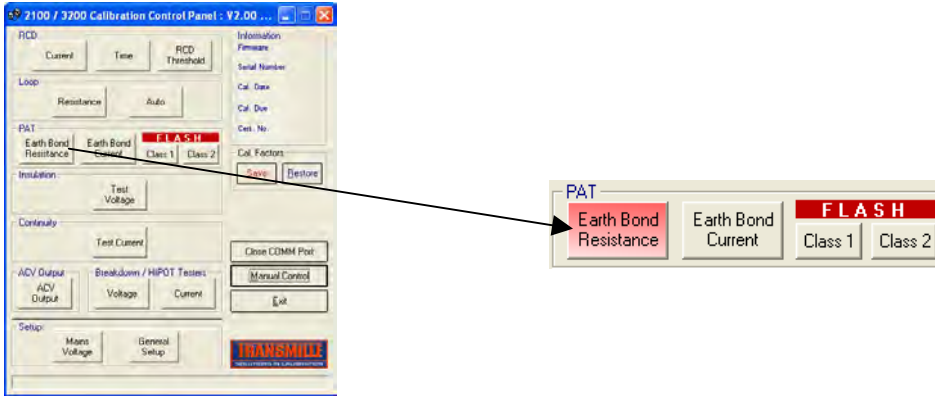 2100 / 3200 Calibration Control Panel : V2.00 ...
RCD
Current
Time
RCD
Threshold
Loop
Resistance
Auto
PAT
Earth Bond
Resistance
Earth Bond
Current
FLASH
Class 1
Class 2
Insulation
Test
Voltage
Continuity
Test Current
ACV Output
ACV
Output
Breakdown / HIPOT Testers
Voltage
Current
Setup
Mains
Voltage
General
Setup
Information
Firmware
Serial Number
Cal. Date
Cal. Due
Cert. No.
Cal. Factors
Save
Restore
Close COMM Port
Manual Control
Exit
TRANSMILLE
SOLUTIONS IN CALIBRATION
PAT
Earth Bond
Resistance
Earth Bond
Current
FLASH
Class 1
Class 2